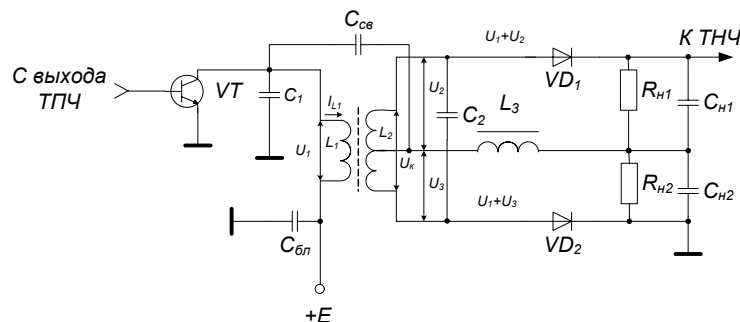 Cсв
U1+U2
К ТНЧ
С выхода
ТПЧ
VT
C1
IL1
L1
L2
U1
U2
C2
L3
VD1
Rн1
Cн1
Uк
U3
U1+U3
VD2
Rн2
Cн2
Cбл
+E